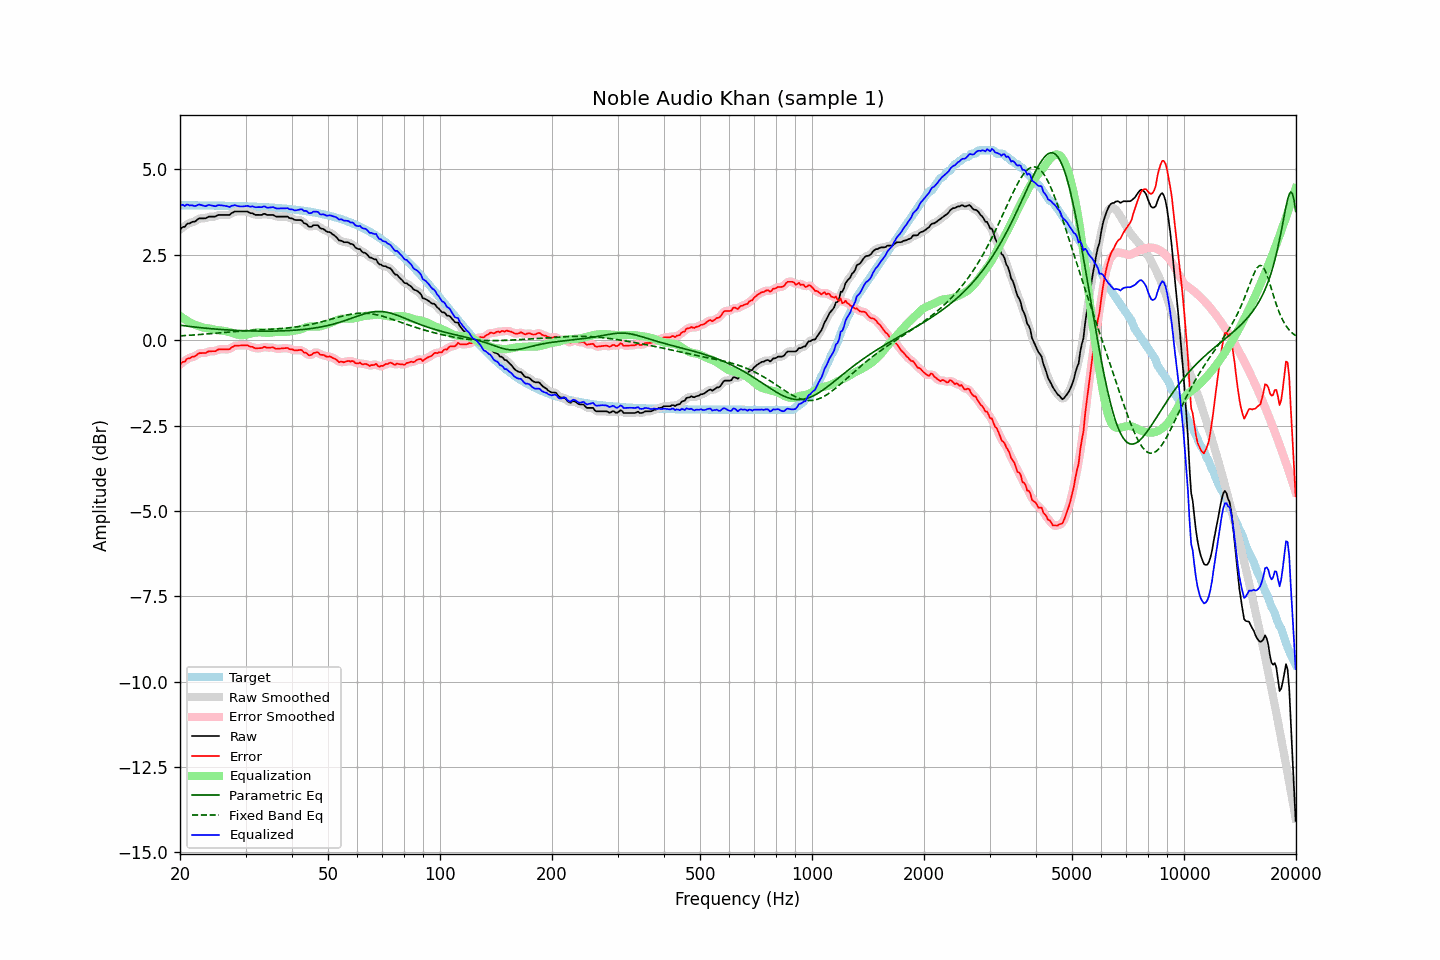 Noble Audio Khan (sample 1)
Amplitude (dBr)
5.0
2.5
0.0
−2.5
−5.0
−7.5
−10.0
−12.5
−15.0
Target
Raw Smoothed
Error Smoothed
Raw
Error
Equalization
Parametric Eq
Fixed Band Eq
Equalized
20 50 100 200 500 1000 2000 5000 10000 20000
Frequency (Hz)